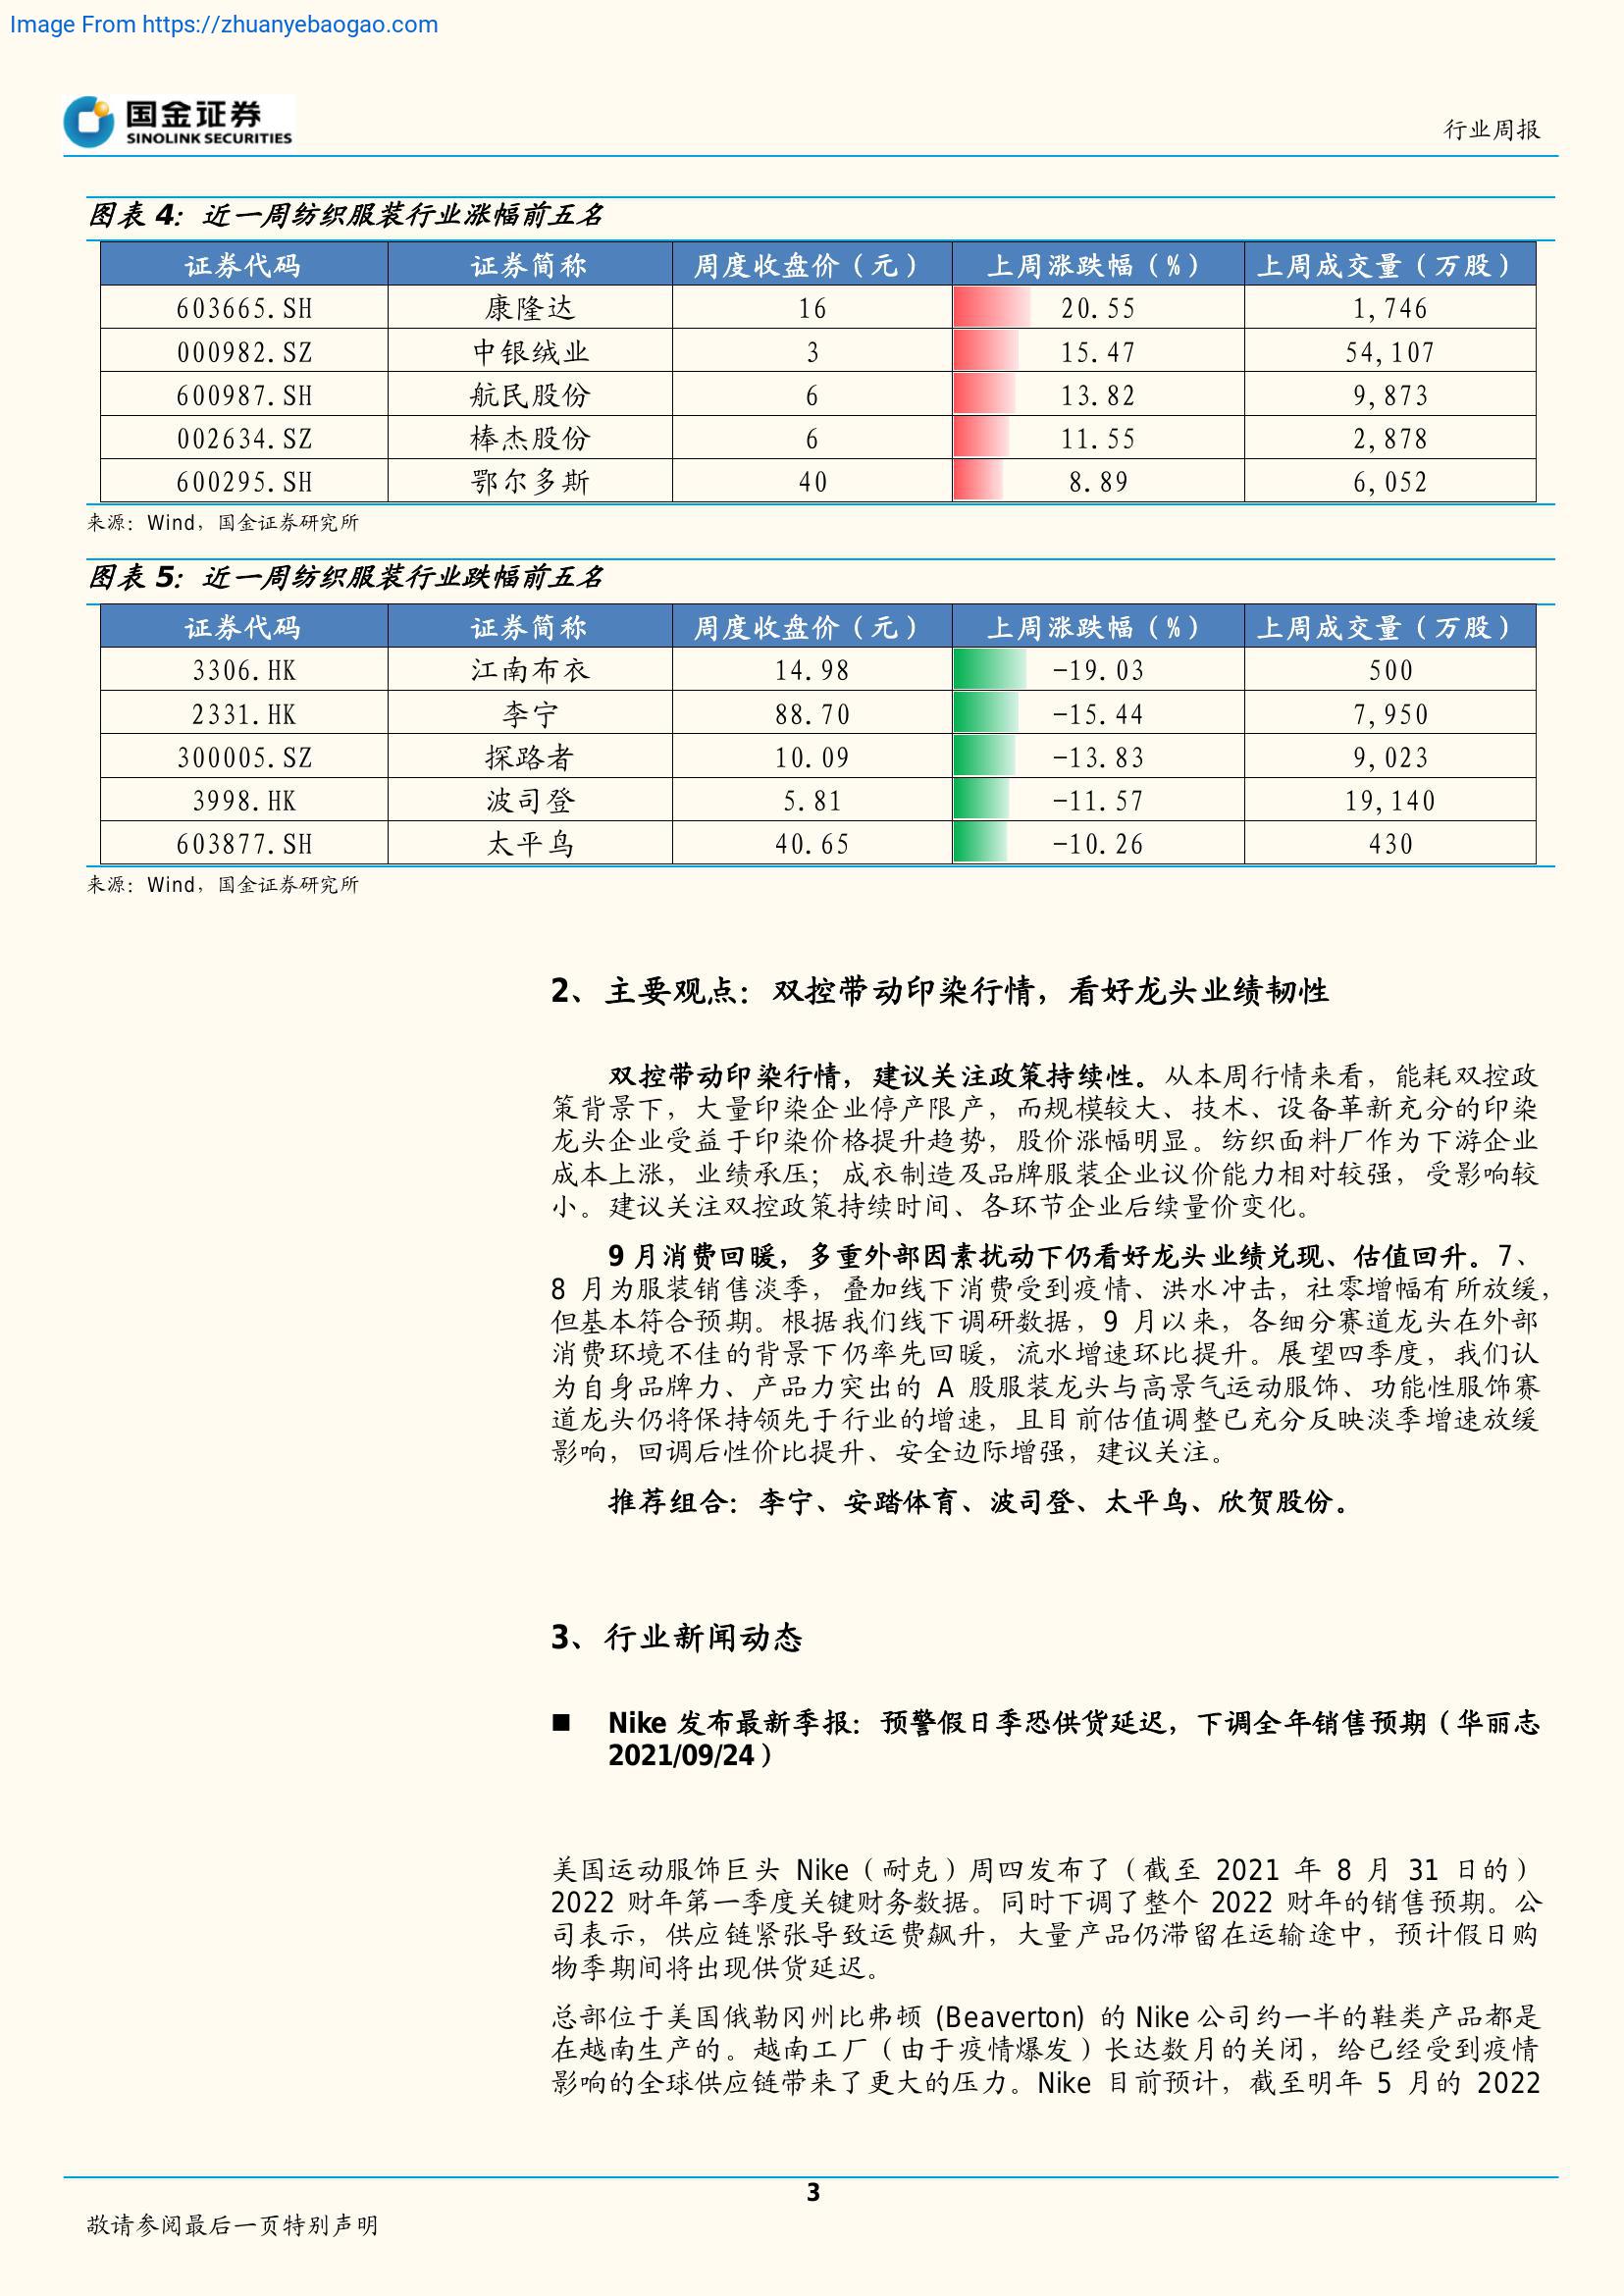 Image From https://zhuanyebaogao.com
国金证券
SINOLINK SECURITIES
行业周报
图表 4：近一周纺织服装行业涨幅前五名
证券代码 证券简称 周度收盘价（元） 上周涨跌幅（%） 上周成交量（万股）
603665.SH 康隆达 16 20.55 1,746
000982.SZ 中银绒业 3 15.47 54,107
600987.SH 航民股份 6 13.82 9,873
002634.SZ 棒杰股份 6 11.55 2,878
600295.SH 鄂尔多斯 40 8.89 6,052
来源：Wind，国金证券研究所
图表 5：近一周纺织服装行业跌幅前五名
证券代码 证券简称 周度收盘价（元） 上周涨跌幅（%） 上周成交量（万股）
3306.HK 江南布衣 14.98 -19.03 500
2331.HK 李宁 88.70 -15.44 7,950
300005.SZ 探路者 10.09 -13.83 9,023
3998.HK 波司登 5.81 -11.57 19,140
603877.SH 太平鸟 40.65 -10.26 430
来源：Wind，国金证券研究所
2、主要观点：双控带动印染行情，看好龙头业绩韧性
双控带动印染行情，建议关注政策持续性。从本周行情来看，能耗双控政
策背景下，大量印染企业停产限产，而规模较大、技术、设备革新充分的印染
龙头企业受益于印染价格提升趋势，股价涨幅明显。纺织面料厂作为下游企业
成本上涨，业绩承压；成衣制造及品牌服装企业议价能力相对较强，受影响较
小。建议关注双控政策持续时间、各环节企业后续量价变化。
9 月消费回暖，多重外部因素扰动下仍看好龙头业绩兑现、估值回升。7、
8 月为服装销售淡季，叠加线下消费受到疫情、洪水冲击，社零增幅有所放缓，
但基本符合预期。根据我们线下调研数据，9 月以来，各细分赛道龙头在外部
消费环境不佳的背景下仍率先回暖，流水增速环比提升。展望四季度，我们认
为自身品牌力、产品力突出的 A 股服装龙头与高景气运动服饰、功能性服饰赛
道龙头仍将保持领先于行业的增速，且目前估值调整已充分反映淡季增速放缓
影响，回调后性价比提升、安全边际增强，建议关注。
推荐组合：李宁、安踏体育、波司登、太平鸟、欣贺股份。
3、行业新闻动态
■ Nike 发布最新季报：预警假日季恐供货延迟，下调全年销售预期（华丽志
2021/09/24）
美国运动服饰巨头 Nike（耐克）周四发布了（截至 2021 年 8 月 31 日的）
2022 财年第一季度关键财务数据。同时下调了整个 2022 财年的销售预期。公
司表示，供应链紧张导致运费飙升，大量产品仍滞留在运输途中，预计假日购
物季期间将出现供货延迟。
总部位于美国俄勒冈州比弗顿 (Beaverton) 的 Nike 公司约一半的鞋类产品都是
在越南生产的。越南工厂（由于疫情爆发）长达数月的关闭，给已经受到疫情
影响的全球供应链带来了更大的压力。Nike 目前预计，截至明年 5 月的 2022
3
敬请参阅最后一页特别声明